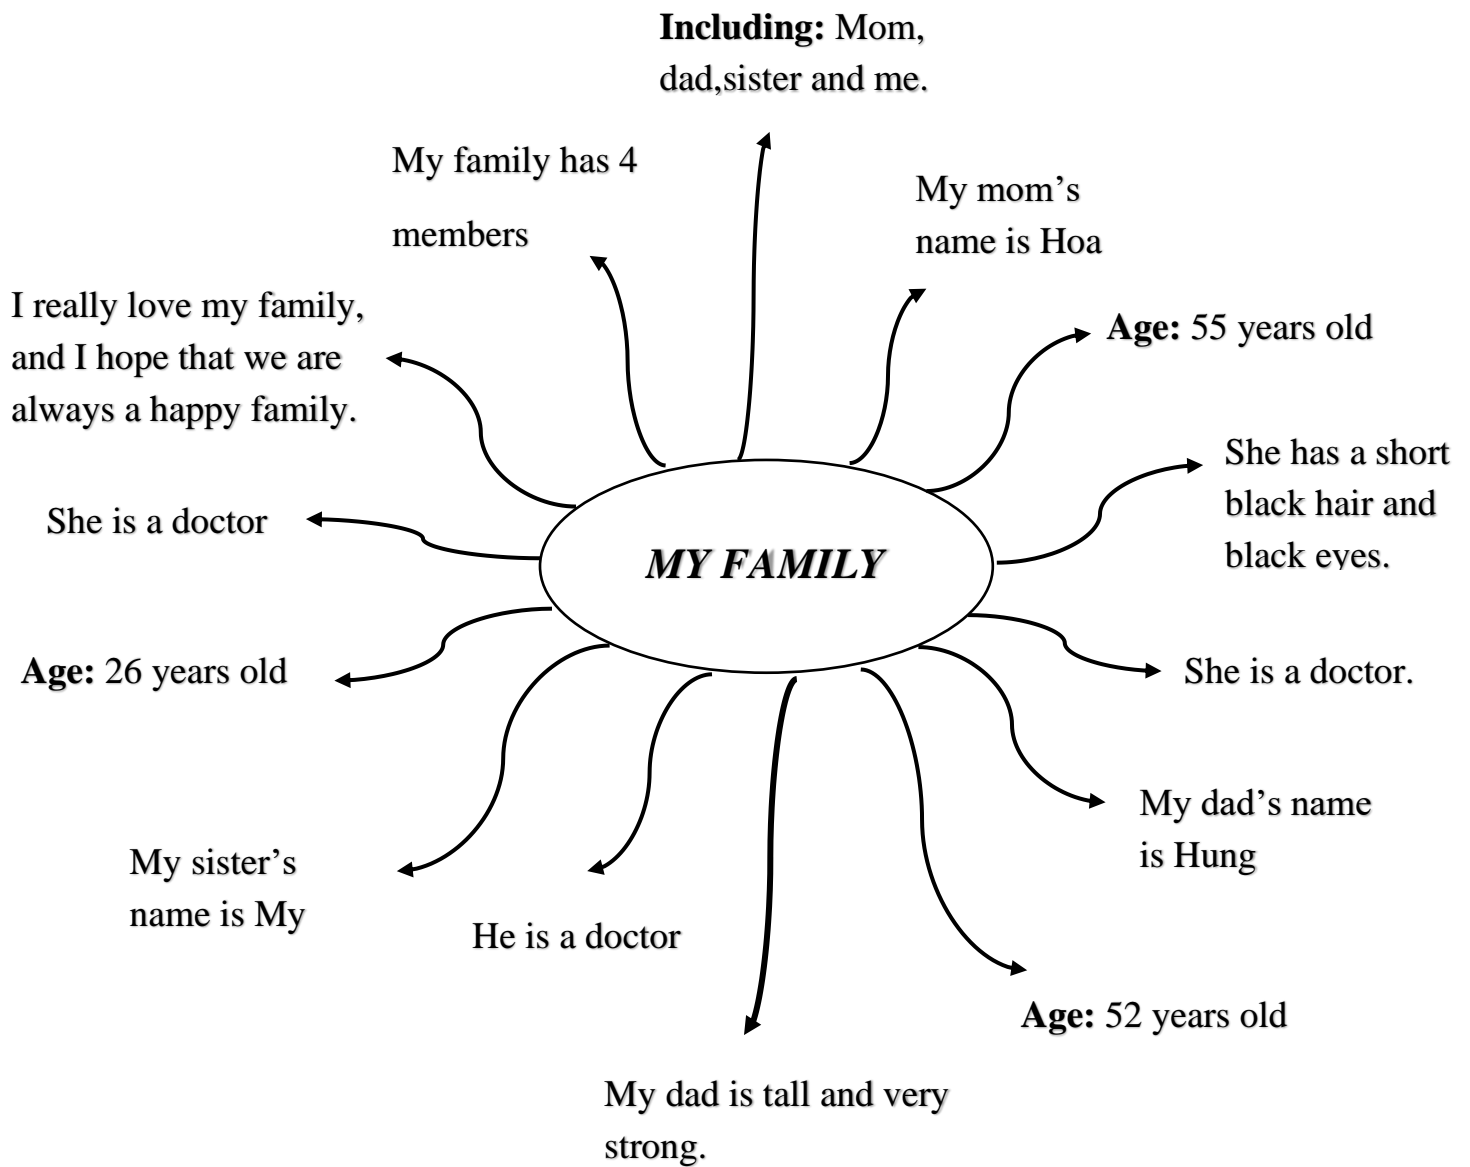 Including: Mom,
dad,sister and me.
My family has 4
members
My mom’s
name is Hoa
I really love my family,
and I hope that we are
always a happy family.
Age: 55 years old
She has a short
black hair and
black eyes.
She is a doctor
MY FAMILY
Age: 26 years old
She is a doctor.
My dad’s name
is Hung
My sister’s
name is My
He is a doctor
Age: 52 years old
My dad is tall and very
strong.